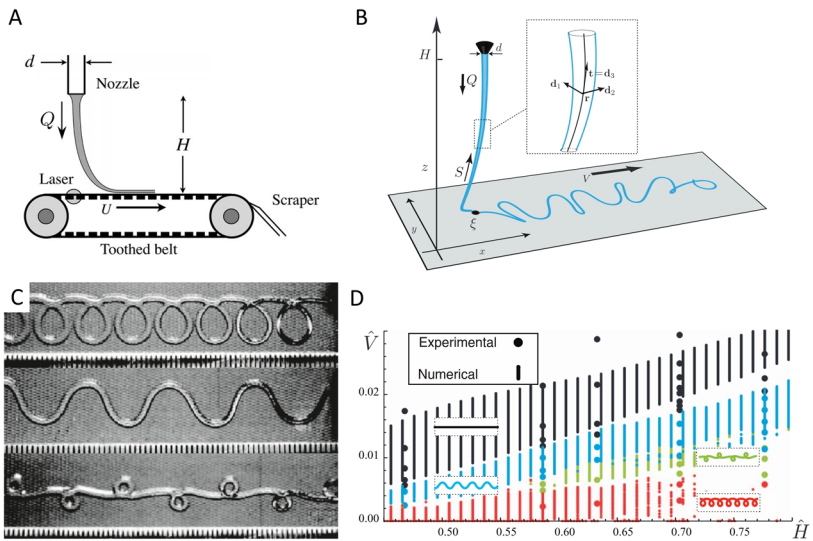 A
d
Nozzle
Q
H
Laser
U
Scraper
Toothed belt
B
H
d
Q
z
S
ξ
V
y
x
d₁
t=d₃
r
d₂
C
D
V̂
Experimental
Numerical
0.02
0.01
0.00
0.50
0.55
0.60
0.65
0.70
0.75
Ĥ